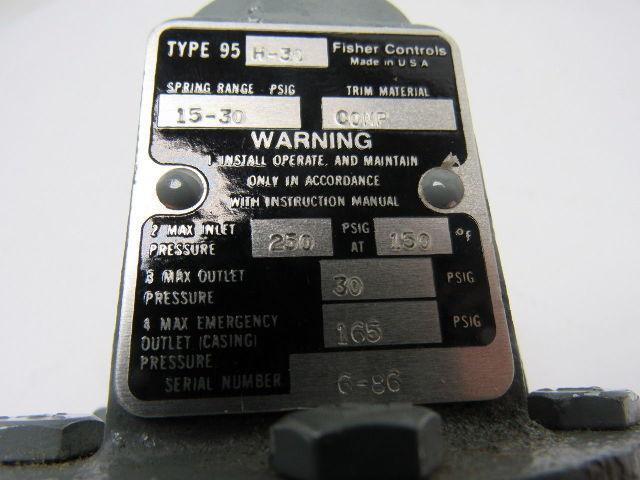 TYPE 95 H-30 Fisher Controls
Made in U S A
SPRING RANGE PSIG TRIM MATERIAL
15-30 COMP
WARNING
1 INSTALL OPERATE, AND MAINTAIN
ONLY IN ACCORDANCE
WITH INSTRUCTION MANUAL
2 MAX INLET PRESSURE 250 PSIG AT 150 °F
3 MAX OUTLET PRESSURE 30 PSIG
4 MAX EMERGENCY OUTLET (CASING) PRESSURE 165 PSIG
SERIAL NUMBER 6-86